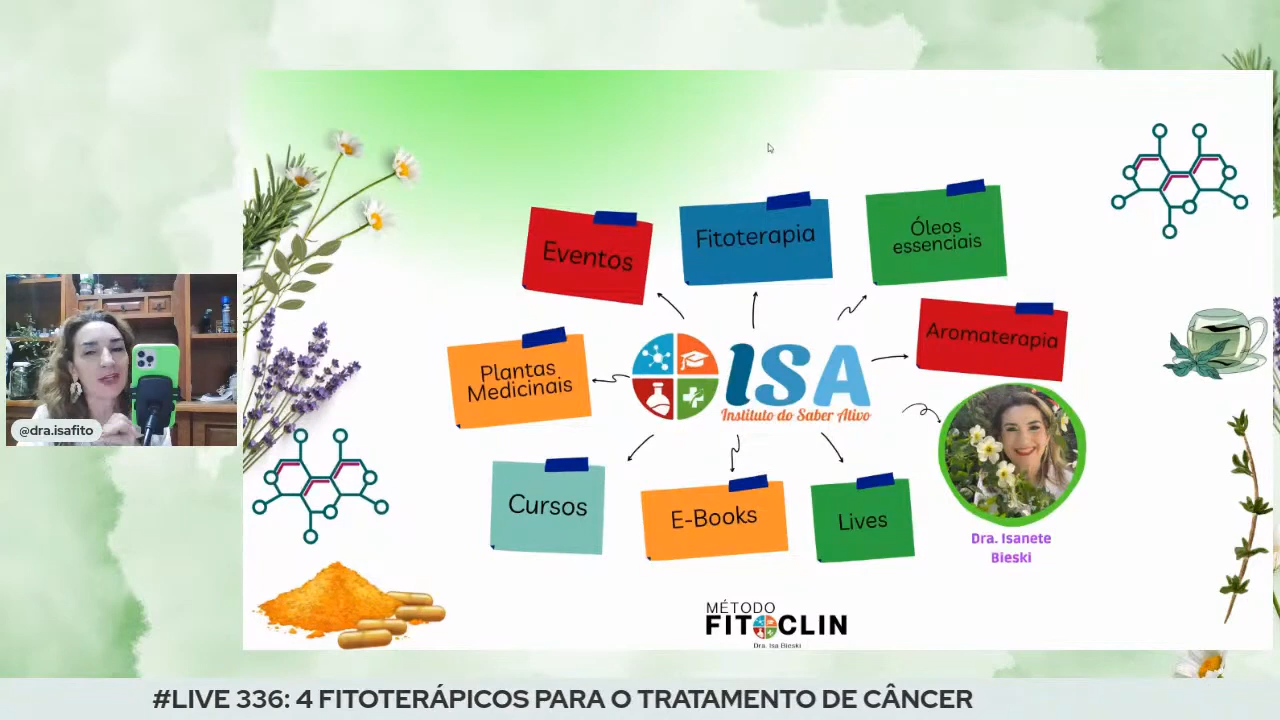 Eventos
Fitoterapia
Óleos
essenciais
Aromaterapia
Plantas
Medicinais
ISA
Instituto do Saber Ativo
@dra.isafito
Cursos
E-Books
Lives
Dra. Isanete
Bieski
MÉTODO
FITOCLIN
Dra. Isa Bieski
#LIVE 336: 4 FITOTERÁPICOS PARA O TRATAMENTO DE CÂNCER